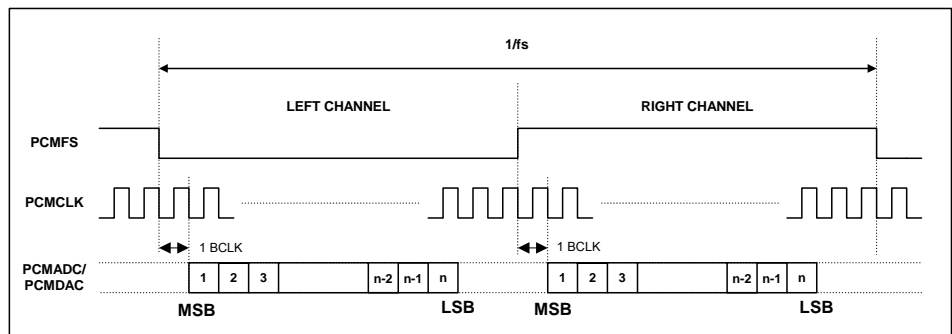 1/fs
LEFT CHANNEL RIGHT CHANNEL
PCMFS
PCMCLK
1 BCLK 1 BCLK
PCMADC/
PCMDAC
1 2 3 n-2 n-1 n 1 2 3 n-2 n-1 n
MSB LSB MSB LSB